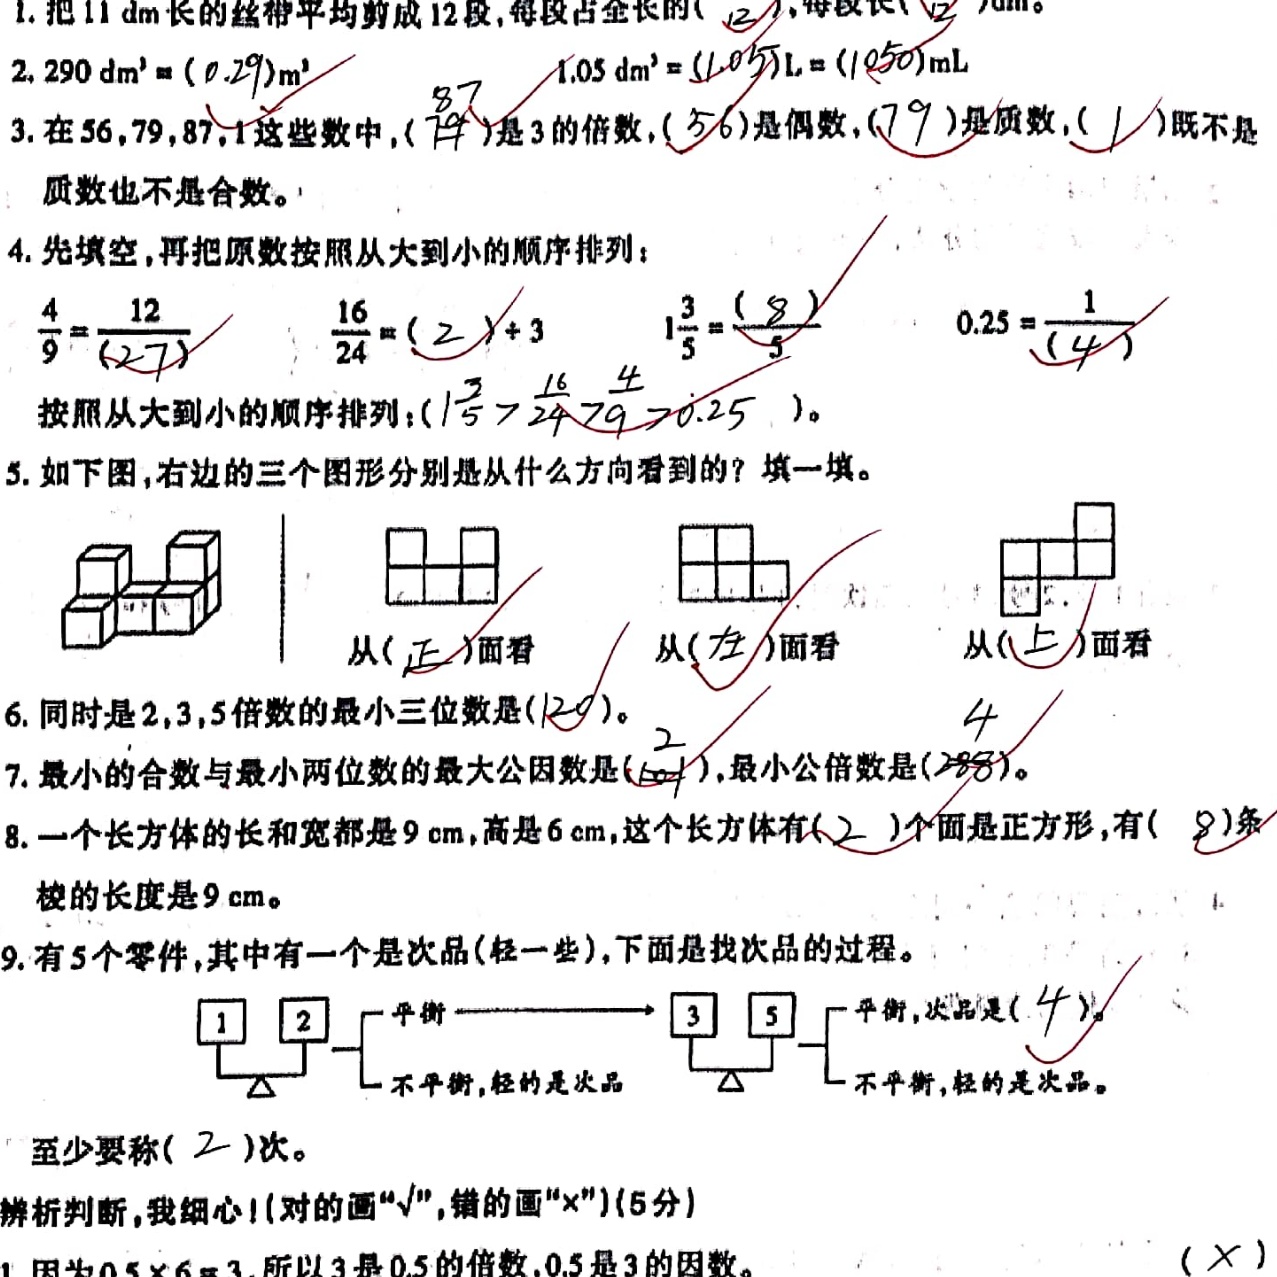 1. 把11 dm长的丝带平均剪成12段,每段占全长的( 12 ),每段长( 12 )dm。
2. 290 dm³ = (0.29)m³ 1.05 dm³ = (1.05)L = (1050)mL
3. 在56,79,87,1这些数中,( 87 )是3的倍数,( 56 )是偶数,( 79 )是质数,( 1 )既不是
质数也不是合数。
4. 先填空,再把原数按照从大到小的顺序排列:
4/9 = 12/(27) 16/24 = ( 2 ) ÷ 3 1 3/5 = ( 8 )/5 0.25 = 1/( 4 )
按照从大到小的顺序排列:(1 3/5 > 16/24 > 4/9 > 0.25 )。
5. 如下图,右边的三个图形分别是从什么方向看到的? 填一填。
从( 正 )面看 从( 左 )面看 从( 上 )面看
6. 同时是2,3,5倍数的最小三位数是(120)。
7. 最小的合数与最小两位数的最大公因数是( 2 ),最小公倍数是( )。
8. 一个长方体的长和宽都是9 cm,高是6 cm,这个长方体有( 2 )个面是正方形,有( 8 )条
棱的长度是9 cm。
9. 有5个零件,其中有一个是次品(轻一些),下面是找次品的过程。
1 2 平衡 3 5 平衡,次品是( 4 )。
不平衡,轻的是次品 不平衡,轻的是次品。
至少要称( 2 )次。
辨析判断,我细心!(对的画“√”,错的画“×”)(5分)
1. 因为0.5×6=3,所以3是0.5的倍数,0.5是3的因数。 ( × )